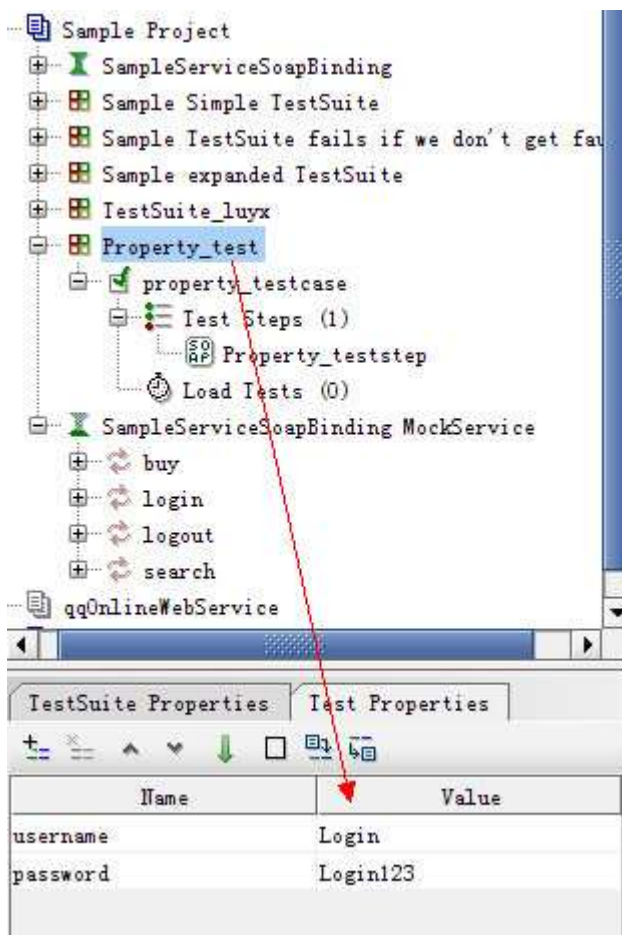 Sample Project
SampleServiceSoapBinding
Sample Simple TestSuite
Sample TestSuite fails if we don't get fau
Sample expanded TestSuite
TestSuite_luyx
Property_test
property_testcase
Test Steps (1)
SOAP Property_teststep
Load Tests (0)
SampleServiceSoapBinding MockService
buy
login
logout
search
qqOnlineWebService
TestSuite Properties Test Properties
Name Value
username Login
password Login123